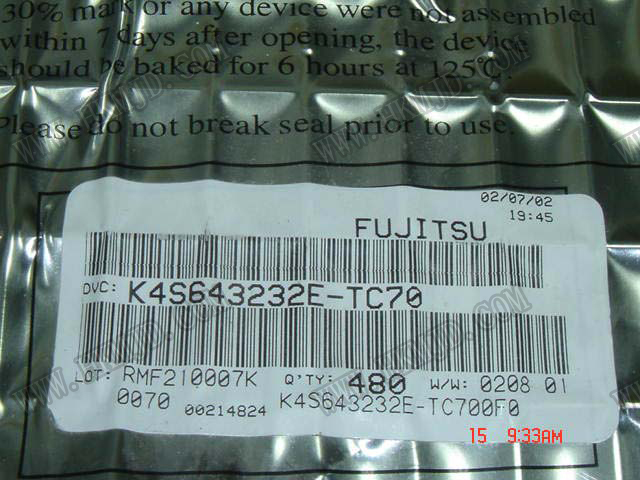 30% mark or any device were not assembled
within 7 days after opening, the device
should be baked for 6 hours at 125°C.
Please do not break seal prior to use.
02/07/02
19:45
FUJITSU
DVC: K4S643232E-TC70
LOT: RMF210007K Q'TY: 480 W/W: 0208 01
0070 00214824 K4S643232E-TC700F0
15 9:33AM